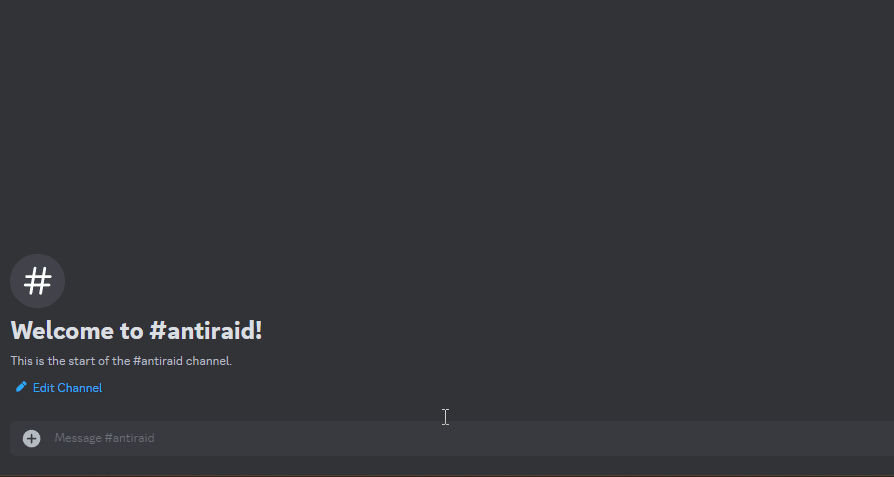 #
Welcome to #antiraid!
This is the start of the #antiraid channel.
Edit Channel
Message #antiraid